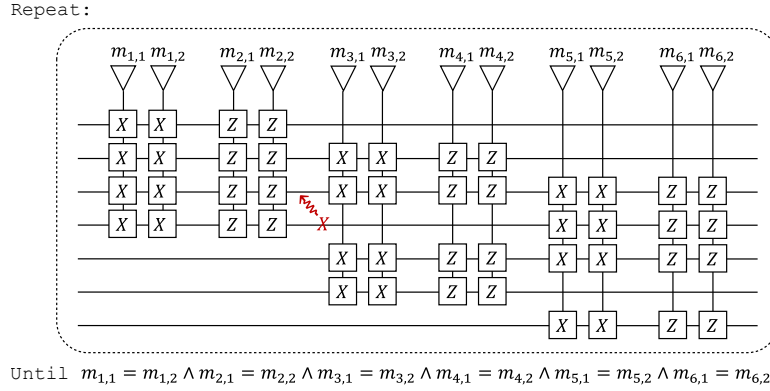 Repeat:
m1,1 m1,2 m2,1 m2,2 m3,1 m3,2 m4,1 m4,2 m5,1 m5,2 m6,1 m6,2
X X Z Z
X X Z Z X X Z Z
X X Z Z X X Z Z X X Z Z
X X Z Z X X X Z Z
X X Z Z X X Z Z
X X Z Z
X X Z Z
Until m1,1 = m1,2 ∧ m2,1 = m2,2 ∧ m3,1 = m3,2 ∧ m4,1 = m4,2 ∧ m5,1 = m5,2 ∧ m6,1 = m6,2